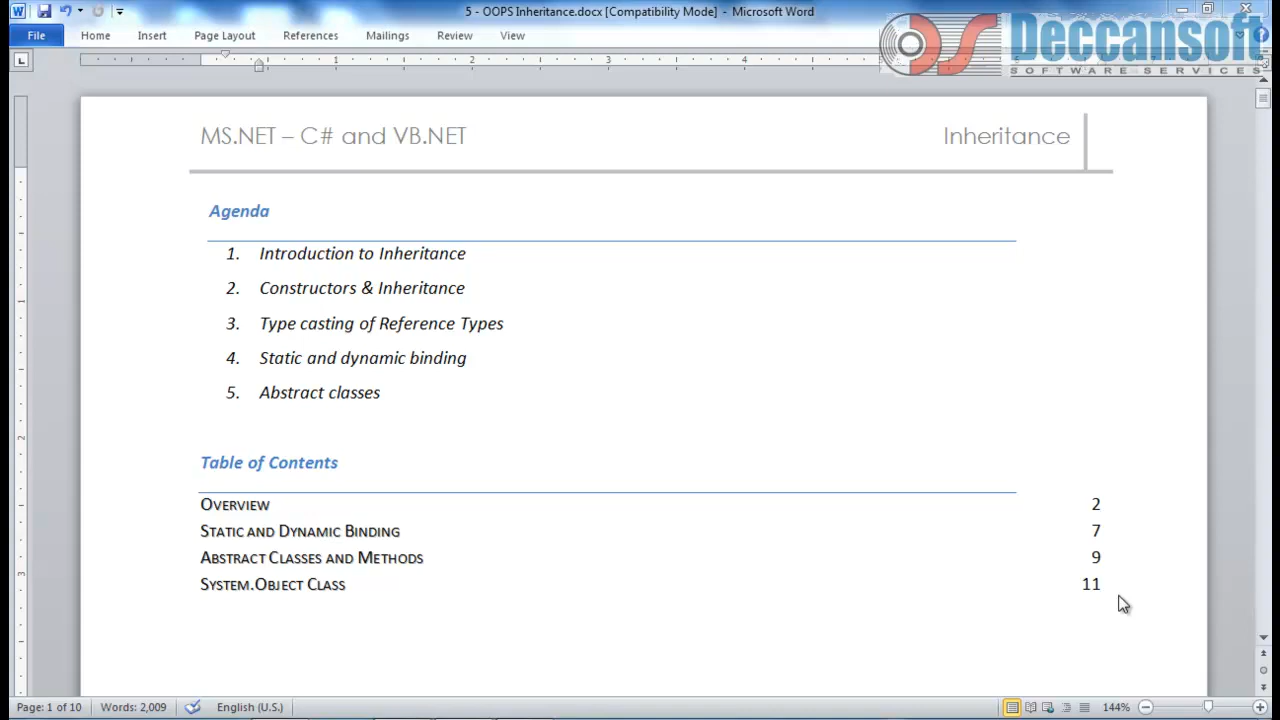 5 - OOPS Inheritance.docx [Compatibility Mode] - Microsoft Word
File Home Insert Page Layout References Mailings Review View
Deccansoft
SOFTWARE SERVICES
1 2 3 4
MS.NET – C# and VB.NET Inheritance
Agenda
1. Introduction to Inheritance
2. Constructors & Inheritance
3. Type casting of Reference Types
4. Static and dynamic binding
5. Abstract classes
Table of Contents
OVERVIEW 2
STATIC AND DYNAMIC BINDING 7
ABSTRACT CLASSES AND METHODS 9
SYSTEM.OBJECT CLASS 11
Page: 1 of 10 Words: 2,009 English (U.S.) 144%